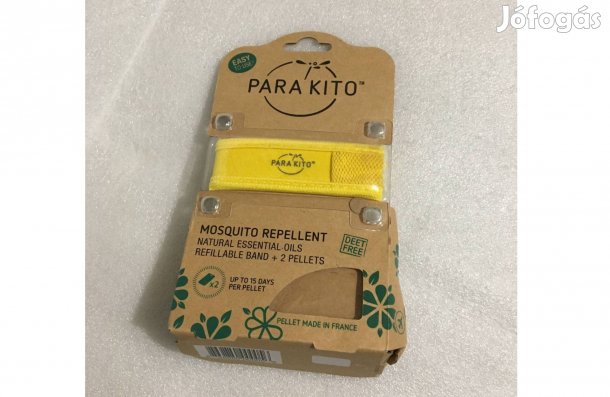 Jófogás
EASY
TO USE
PARA KITO™
PARA KITO™
MOSQUITO REPELLENT
NATURAL ESSENTIAL OILS
REFILLABLE BAND + 2 PELLETS
DEET
FREE
x2
UP TO 15 DAYS
PER PELLET
PELLET MADE IN FRANCE